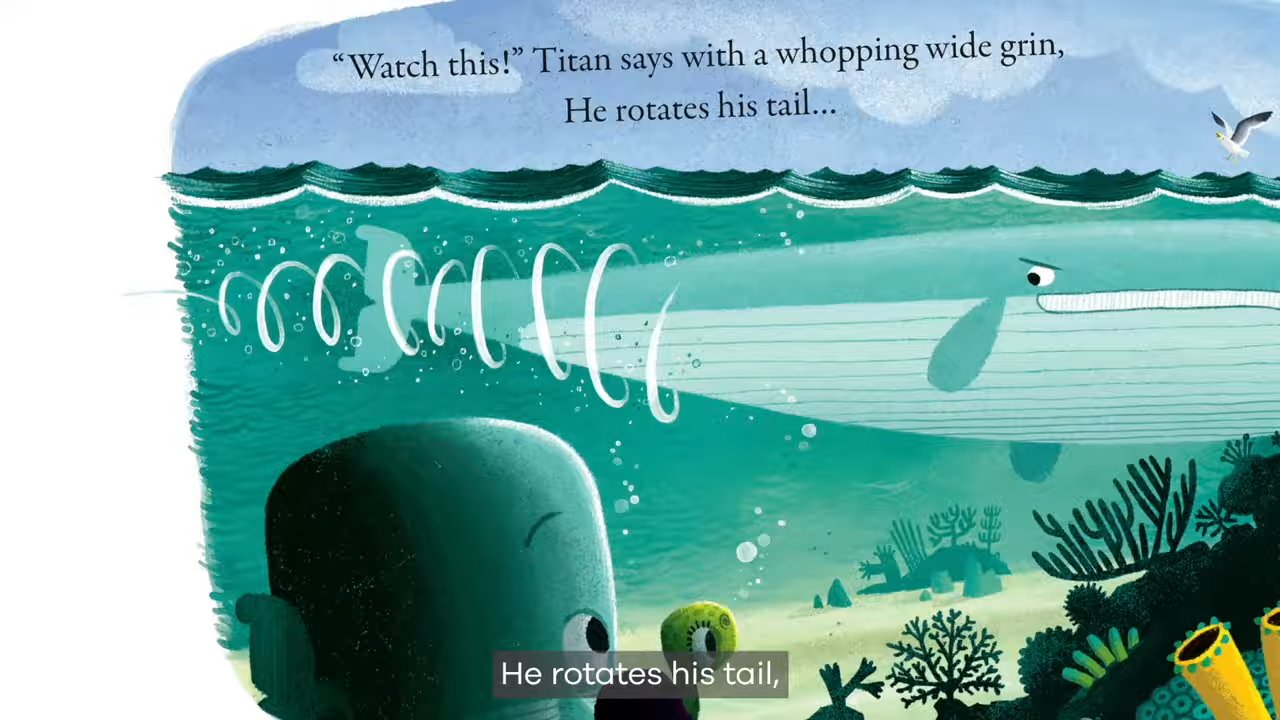 “Watch this!” Titan says with a whopping wide grin,
He rotates his tail...
He rotates his tail,